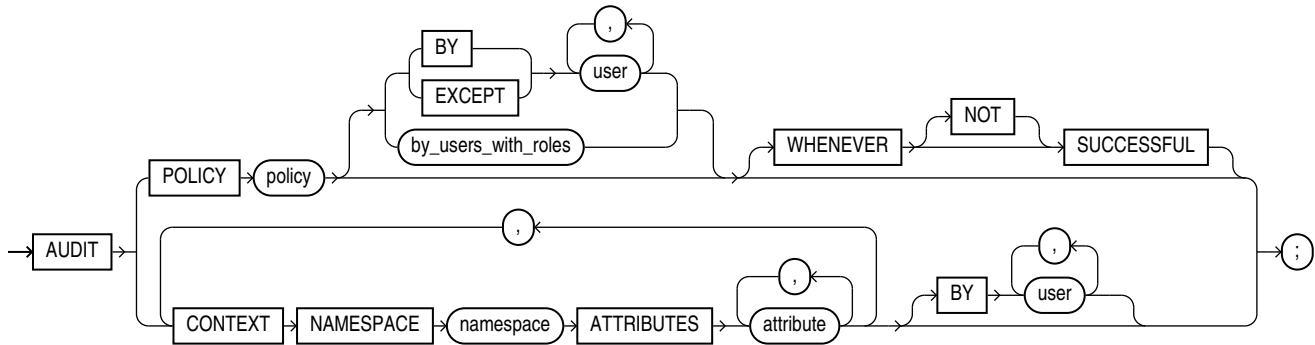 ,
BY
user
EXCEPT
NOT
by_users_with_roles
WHENEVER
SUCCESSFUL
POLICY policy
,
AUDIT
,
,
;
BY user
CONTEXT NAMESPACE namespace ATTRIBUTES attribute